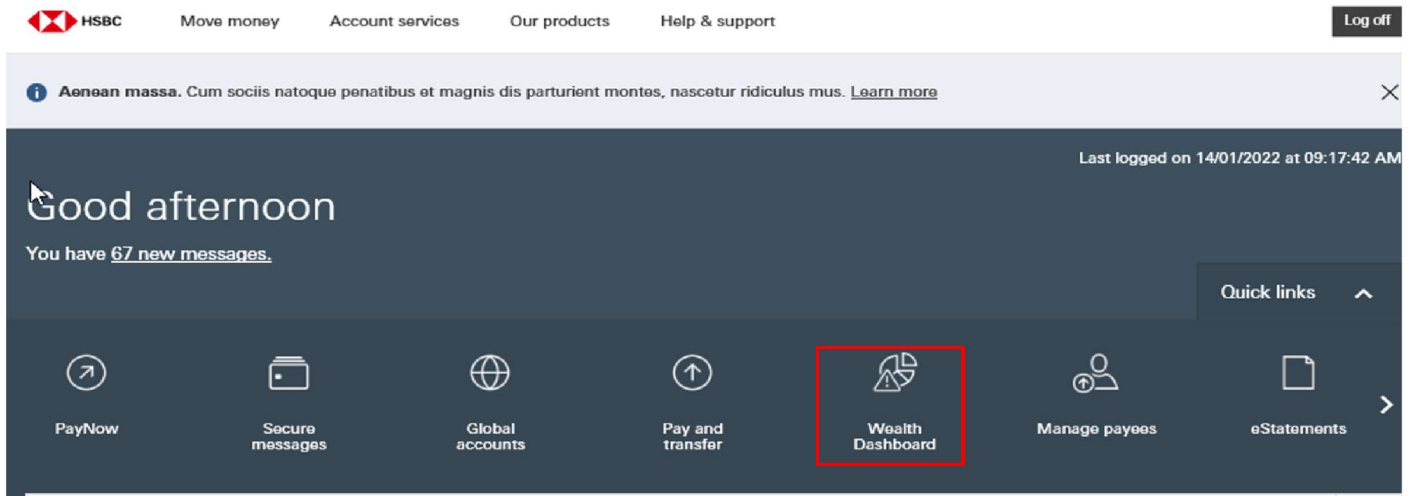 HSBC Move money Account services Our products Help & support Log off
Aenean massa. Cum sociis natoque penatibus et magnis dis parturient montes, nascetur ridiculus mus. Learn more
Last logged on 14/01/2022 at 09:17:42 AM
Good afternoon
You have 67 new messages.
Quick links
PayNow
Secure
messages
Global
accounts
Pay and
transfer
Wealth
Dashboard
Manage payees
eStatements